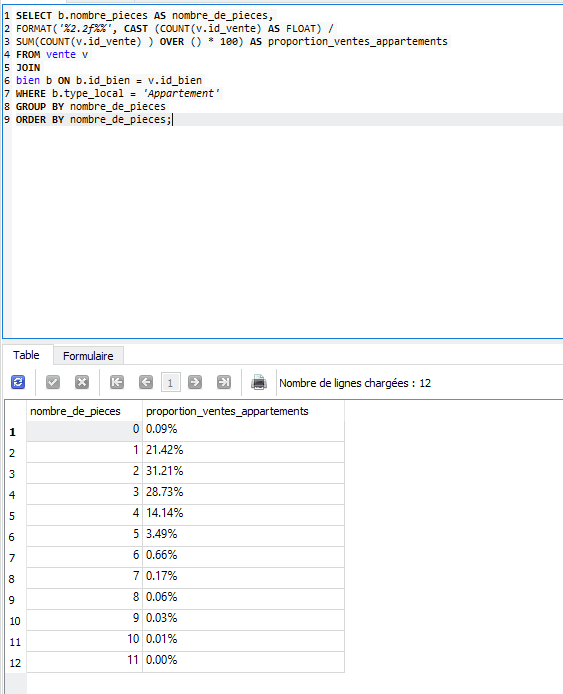 1 SELECT b.nombre_pieces AS nombre_de_pieces,
2 FORMAT('%2.2f%%', CAST (COUNT(v.id_vente) AS FLOAT) /
3 SUM(COUNT(v.id_vente) ) OVER () * 100) AS proportion_ventes_appartements
4 FROM vente v
5 JOIN
6 bien b ON b.id_bien = v.id_bien
7 WHERE b.type_local = 'Appartement'
8 GROUP BY nombre_de_pieces
9 ORDER BY nombre_de_pieces;
Table Formulaire
1 Nombre de lignes chargées : 12
nombre_de_pieces proportion_ventes_appartements
1 0 0.09%
2 1 21.42%
3 2 31.21%
4 3 28.73%
5 4 14.14%
6 5 3.49%
7 6 0.66%
8 7 0.17%
9 8 0.06%
10 9 0.03%
11 10 0.01%
12 11 0.00%